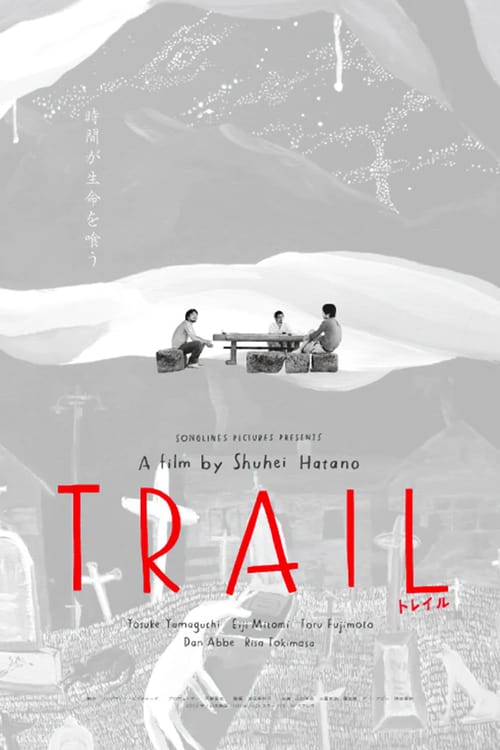 時間が生命を喰う
SONGLINES PICTURES PRESENTS
A film by Shuhei Hatano
TRAIL
トレイル
Yosuke Yamaguchi Eiji Mitomi Toru Fujimoto
Dan Abbe Risa Tokimasa